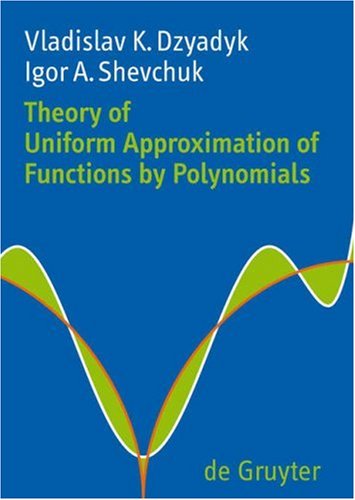 Vladislav K. Dzyadyk
Igor A. Shevchuk
Theory of
Uniform Approximation of
Functions by Polynomials
de Gruyter